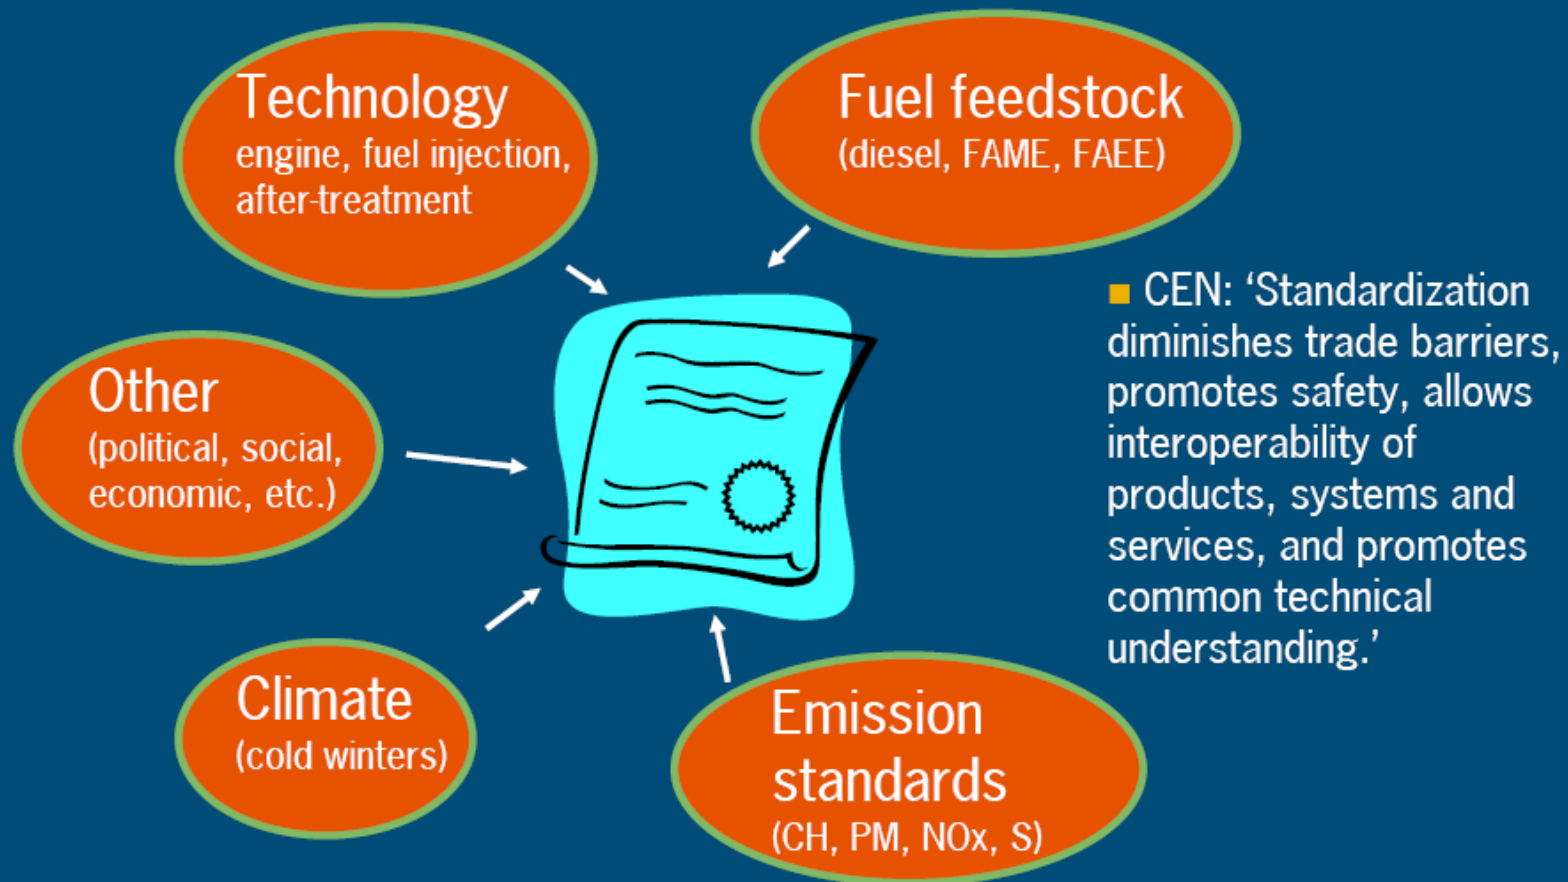 Technology
engine, fuel injection,
after-treatment
Fuel feedstock
(diesel, FAME, FAEE)
Other
(political, social,
economic, etc.)
Climate
(cold winters)
Emission
standards
(CH, PM, NOx, S)
■ CEN: ‘Standardization
diminishes trade barriers,
promotes safety, allows
interoperability of
products, systems and
services, and promotes
common technical
understanding.’